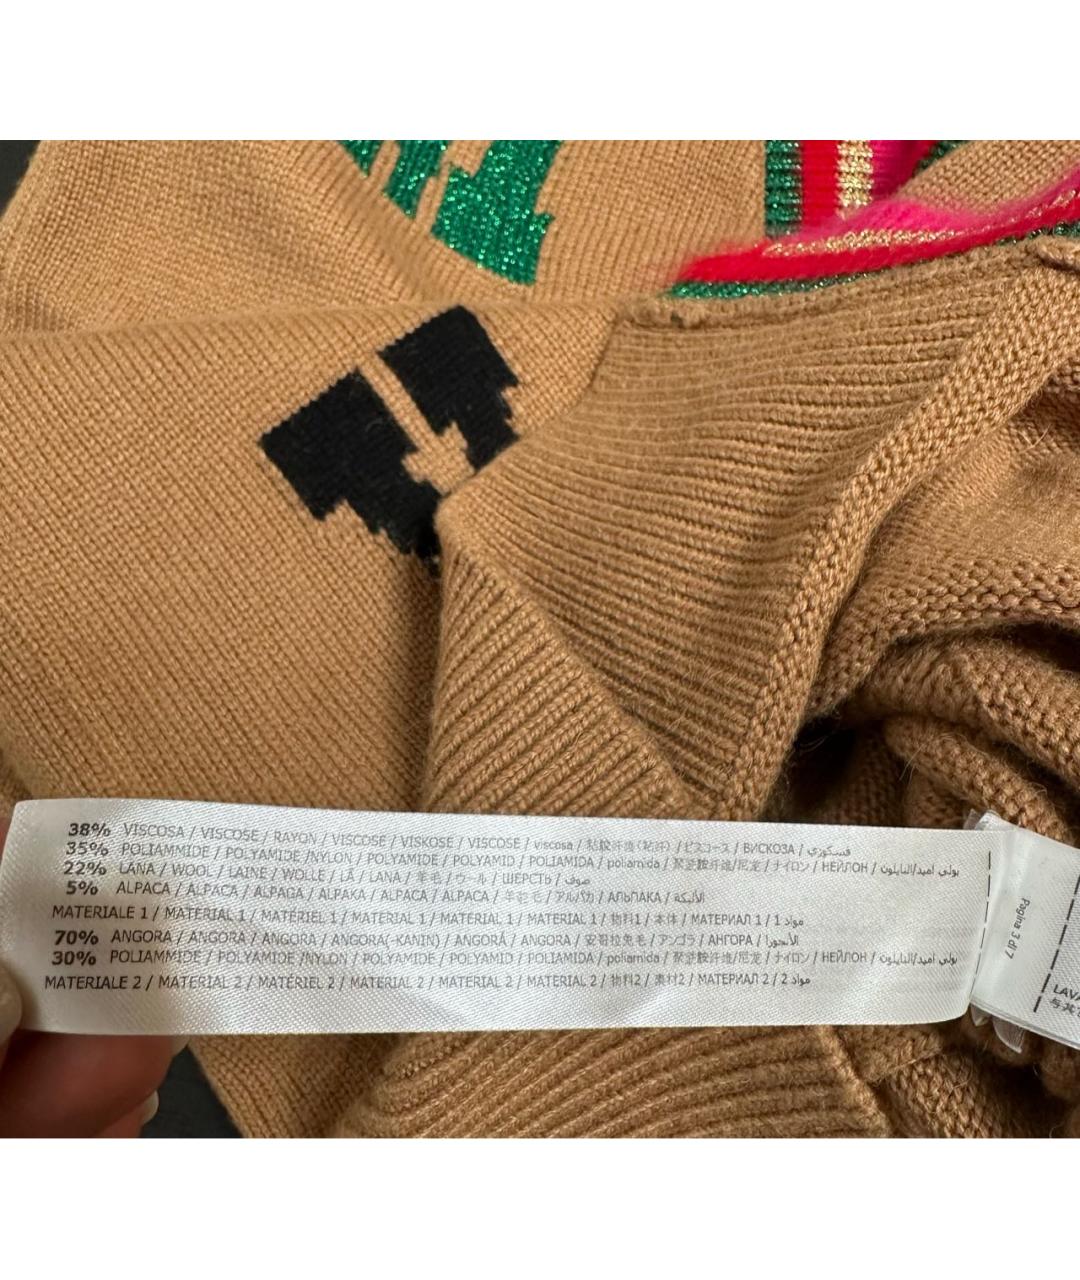 38% VISCOSA / VISCOSE / RAYON / VISCOSE / VISKOSE / VISCOSE / viscosa / 粘胶纤维(粘纤) / ビスコース / ВИСКОЗА / فسكوزي
35% POLIAMMIDE / POLYAMIDE /NYLON / POLYAMIDE / POLYAMID / POLIAMIDA / poliamida / 聚酰胺纤维/尼龙 / ナイロン / НЕЙЛОН / بولي أميد/النايلون
22% LANA / WOOL / LAINE / WOLLE / LÃ / LANA / 羊毛 / ウール / ШЕРСТЬ / صوف
5% ALPACA / ALPACA / ALPAGA / ALPAKA / ALPACA / ALPACA / 羊驼毛 / アルパカ / АЛЬПАКА / الألبكة
MATERIALE 1 / MATERIAL 1 / MATÉRIEL 1 / MATERIAL 1 / MATERIAL 1 / MATERIAL 1 / 物料1 / 本体 / МАТЕРИАЛ 1 / مواد 1
70% ANGORA / ANGORA / ANGORA / ANGORA(-KANIN) / ANGORÁ / ANGORA / 安哥拉兔毛 / アンゴラ / АНГОРА / الأنجورا
30% POLIAMMIDE / POLYAMIDE /NYLON / POLYAMIDE / POLYAMID / POLIAMIDA / poliamida / 聚酰胺纤维/尼龙 / ナイロン / НЕЙЛОН / بولي أميد/النايلون
MATERIALE 2 / MATERIAL 2 / MATÉRIEL 2 / MATERIAL 2 / MATERIAL 2 / MATERIAL 2 / 物料2 / 素材2 / МАТЕРИАЛ 2 / مواد 2
Pagina 3 di 7
LAVA